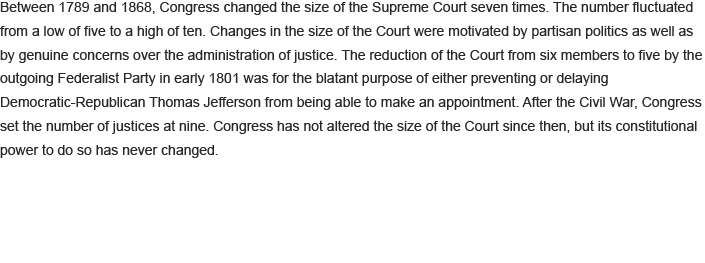 Between 1789 and 1868, Congress changed the size of the Supreme Court seven times. The number fluctuated
from a low of five to a high of ten. Changes in the size of the Court were motivated by partisan politics as well as
by genuine concerns over the administration of justice. The reduction of the Court from six members to five by the
outgoing Federalist Party in early 1801 was for the blatant purpose of either preventing or delaying
Democratic-Republican Thomas Jefferson from being able to make an appointment. After the Civil War, Congress
set the number of justices at nine. Congress has not altered the size of the Court since then, but its constitutional
power to do so has never changed.